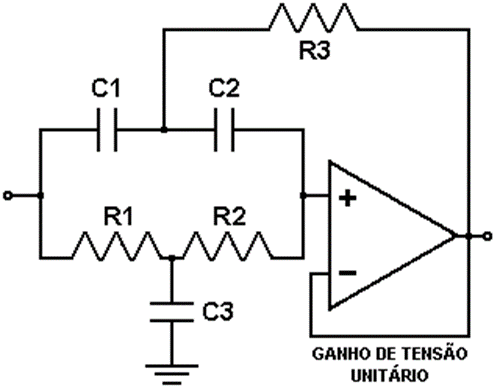 R3
C1
C2
R1
R2
+
−
C3
GANHO DE TENSÃO
UNITÁRIO